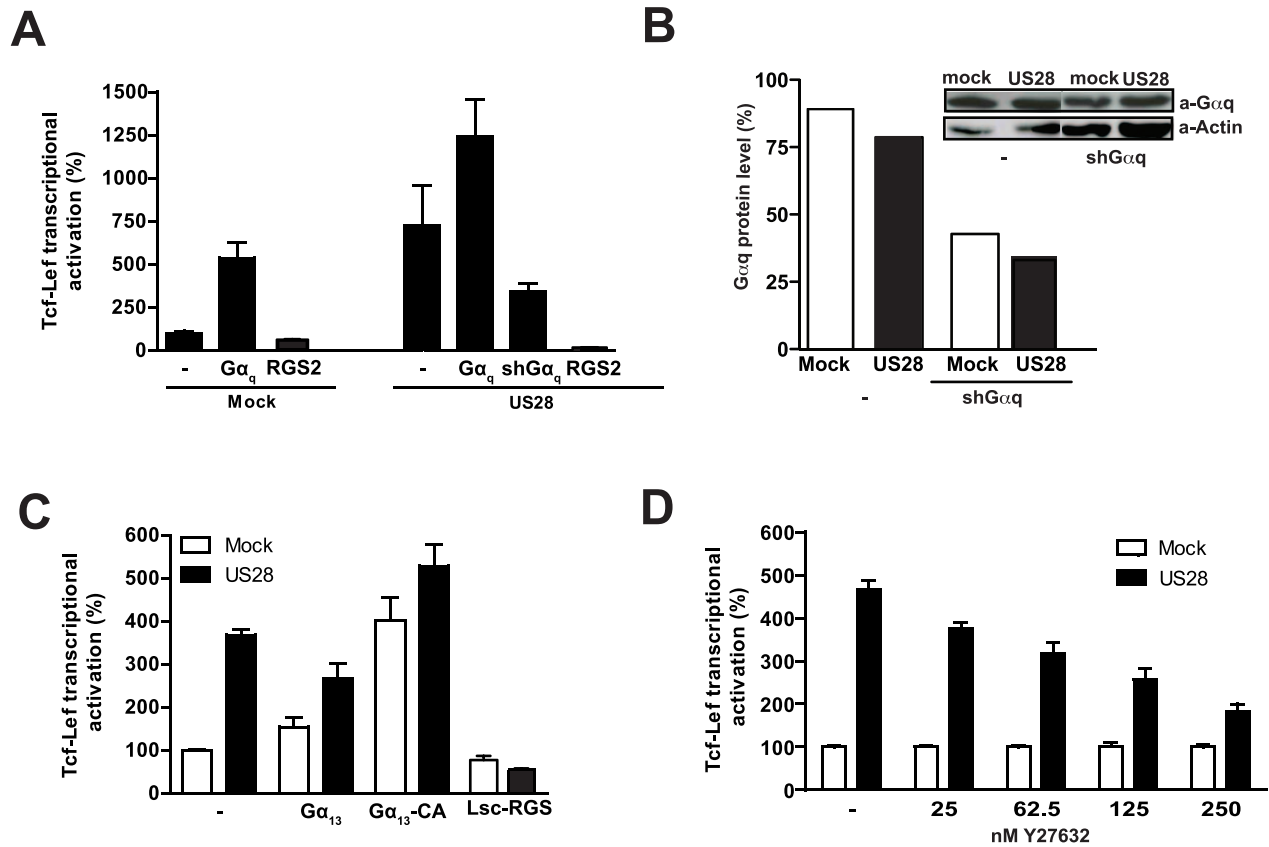 A
Tcf-Lef transcriptional
activation (%)
1500
1250
1000
750
500
250
0
- Gαq RGS2
Mock
- Gαq shGαq RGS2
US28
B
Gαq protein level (%)
100
75
50
25
0
mock US28 mock US28
a-Gαq
a-Actin
- shGαq
Mock US28 Mock US28
- shGαq
C
Tcf-Lef transcriptional
activation (%)
600
500
400
300
200
100
0
Mock
US28
- Gα13 Gα13-CA Lsc-RGS
D
Tcf-Lef transcriptional
activation (%)
600
500
400
300
200
100
0
Mock
US28
- 25 62.5 125 250
nM Y27632